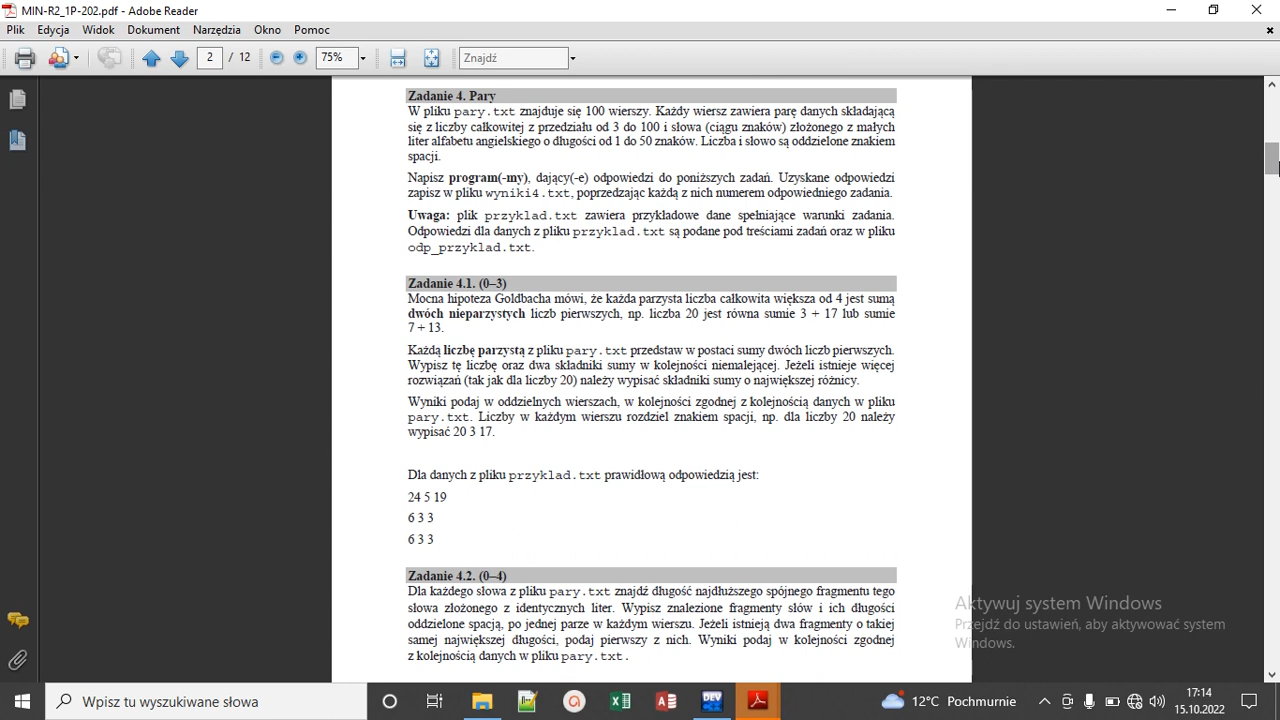 MIN-R2_1P-202.pdf - Adobe Reader
Plik Edycja Widok Dokument Narzędzia Okno Pomoc
2 / 12 75% Znajdź
Zadanie 4. Pary
W pliku pary.txt znajduje się 100 wierszy. Każdy wiersz zawiera parę danych składającą
się z liczby całkowitej z przedziału od 3 do 100 i słowa (ciągu znaków) złożonego z małych
liter alfabetu angielskiego o długości od 1 do 50 znaków. Liczba i słowo są oddzielone znakiem
spacji.
Napisz program(-my), dający(-e) odpowiedzi do poniższych zadań. Uzyskane odpowiedzi
zapisz w pliku wyniki4.txt, poprzedzając każdą z nich numerem odpowiedniego zadania.
Uwaga: plik przyklad.txt zawiera przykładowe dane spełniające warunki zadania.
Odpowiedzi dla danych z pliku przyklad.txt są podane pod treściami zadań oraz w pliku
odp_przyklad.txt.
Zadanie 4.1. (0–3)
Mocna hipoteza Goldbacha mówi, że każda parzysta liczba całkowita większa od 4 jest sumą
dwóch nieparzystych liczb pierwszych, np. liczba 20 jest równa sumie 3 + 17 lub sumie
7 + 13.
Każdą liczbę parzystą z pliku pary.txt przedstaw w postaci sumy dwóch liczb pierwszych.
Wypisz tę liczbę oraz dwa składniki sumy w kolejności niemalejącej. Jeżeli istnieje więcej
rozwiązań (tak jak dla liczby 20) należy wypisać składniki sumy o największej różnicy.
Wyniki podaj w oddzielnych wierszach, w kolejności zgodnej z kolejnością danych w pliku
pary.txt. Liczby w każdym wierszu rozdziel znakiem spacji, np. dla liczby 20 należy
wypisać 20 3 17.
Dla danych z pliku przyklad.txt prawidłową odpowiedzią jest:
24 5 19
6 3 3
6 3 3
Zadanie 4.2. (0–4)
Dla każdego słowa z pliku pary.txt znajdź długość najdłuższego spójnego fragmentu tego
słowa złożonego z identycznych liter. Wypisz znalezione fragmenty słów i ich długości
oddzielone spacją, po jednej parze w każdym wierszu. Jeżeli istnieją dwa fragmenty o takiej
samej największej długości, podaj pierwszy z nich. Wyniki podaj w kolejności zgodnej
z kolejnością danych w pliku pary.txt.
Aktywuj system Windows
Przejdź do ustawień, aby aktywować system
Windows.
Wpisz tu wyszukiwane słowa
DEV
12°C Pochmurnie
17:14
15.10.2022